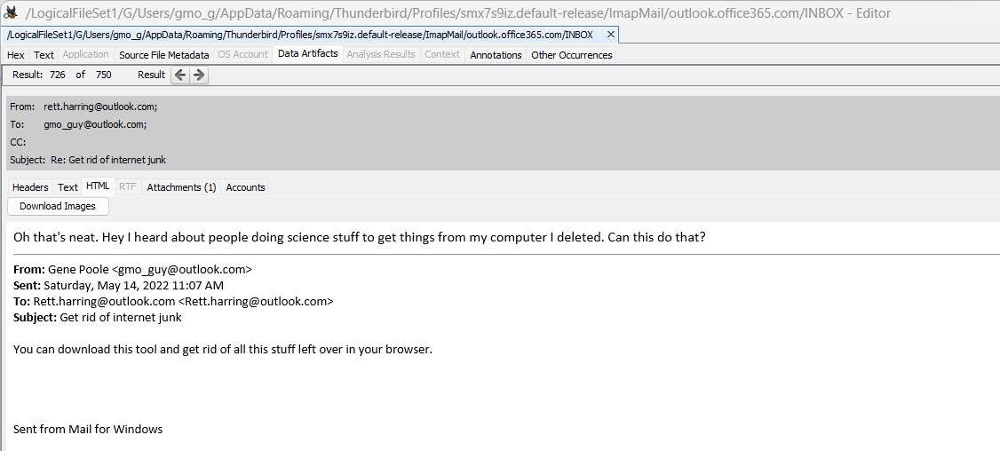 /LogicalFileSet1/G/Users/gmo_g/AppData/Roaming/Thunderbird/Profiles/smx7s9iz.default-release/ImapMail/outlook.office365.com/INBOX - Editor
/LogicalFileSet1/G/Users/gmo_g/AppData/Roaming/Thunderbird/Profiles/smx7s9iz.default-release/ImapMail/outlook.office365.com/INBOX
Hex Text Application Source File Metadata OS Account Data Artifacts Analysis Results Context Annotations Other Occurrences
Result: 726 of 750 Result
From: rett.harring@outlook.com;
To: gmo_guy@outlook.com;
CC:
Subject: Re: Get rid of internet junk
Headers Text HTML RTF Attachments (1) Accounts
Download Images
Oh that's neat. Hey I heard about people doing science stuff to get things from my computer I deleted. Can this do that?
From: Gene Poole <gmo_guy@outlook.com>
Sent: Saturday, May 14, 2022 11:07 AM
To: Rett.harring@outlook.com <Rett.harring@outlook.com>
Subject: Get rid of internet junk
You can download this tool and get rid of all this stuff left over in your browser.
Sent from Mail for Windows